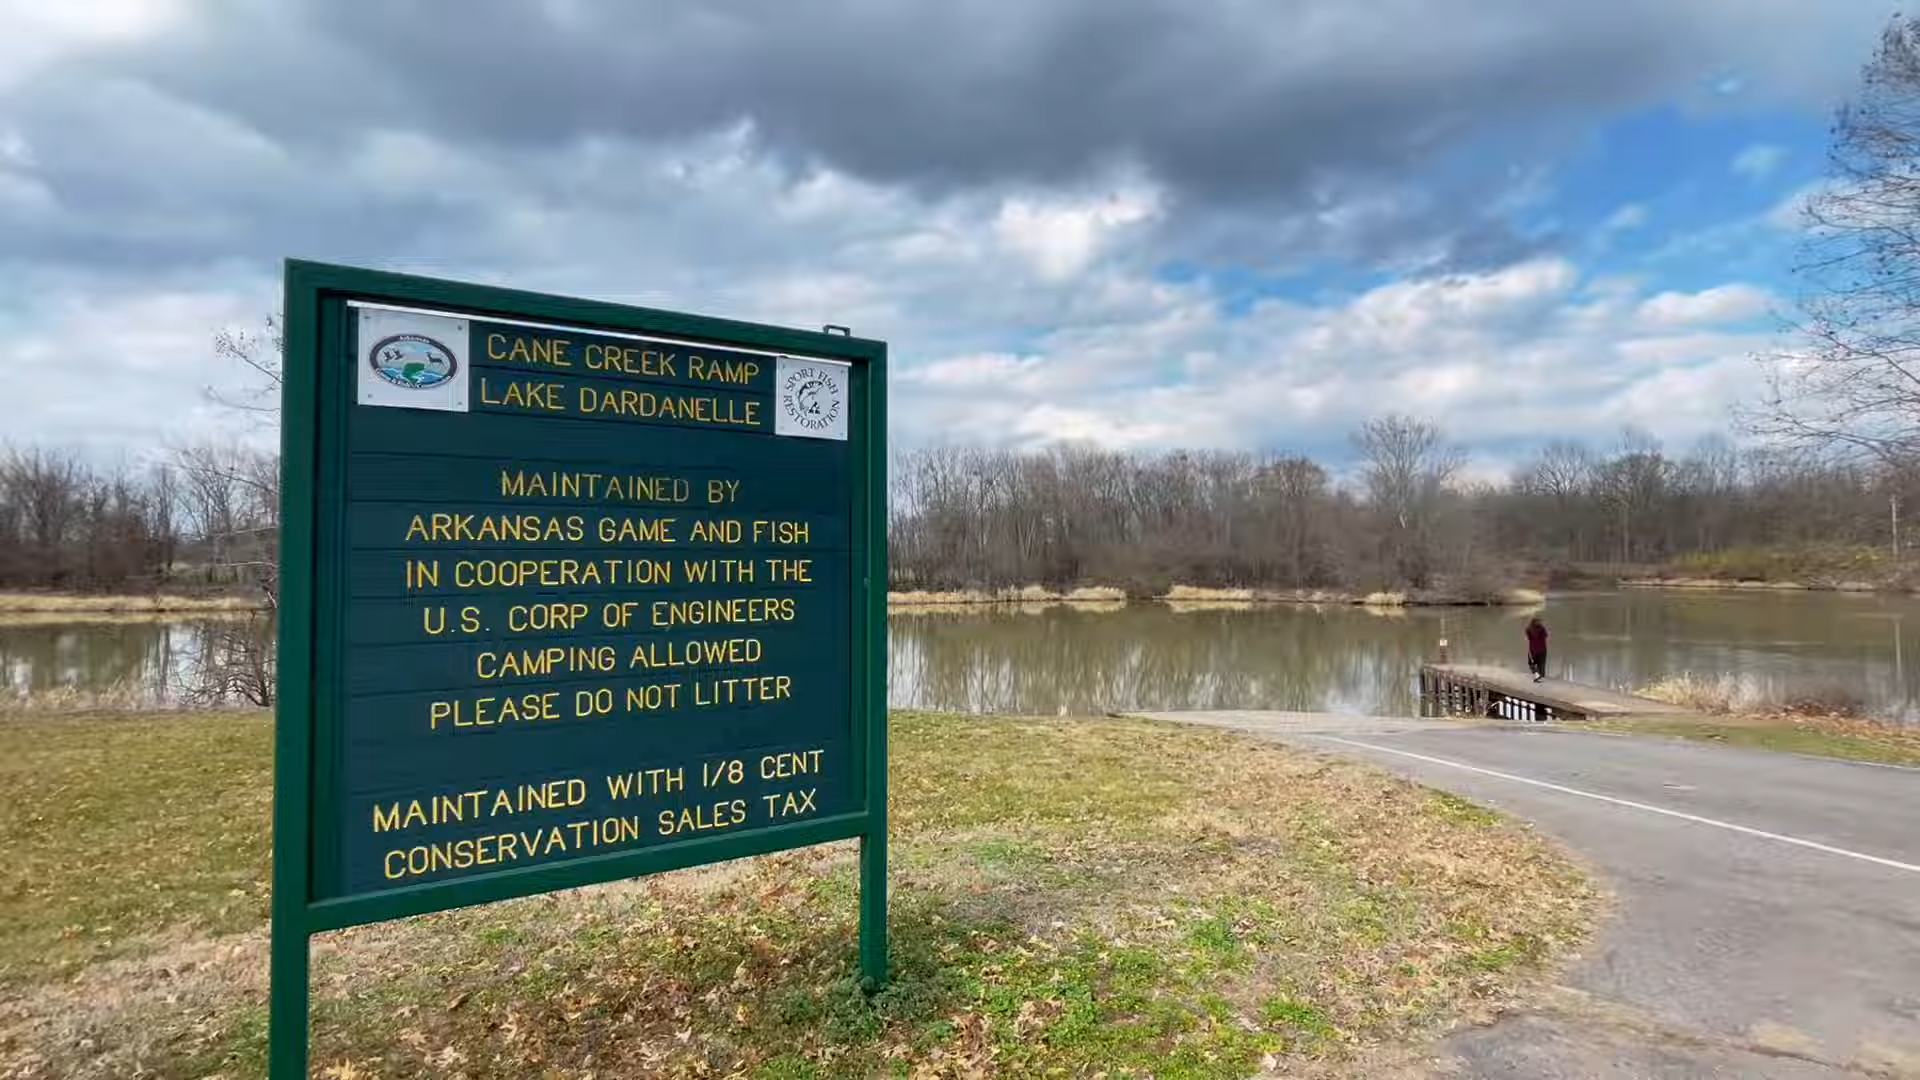 CANE CREEK RAMP
LAKE DARDANELLE
SPORT FISH
RESTORATION
MAINTAINED BY
ARKANSAS GAME AND FISH
IN COOPERATION WITH THE
U.S. CORP OF ENGINEERS
CAMPING ALLOWED
PLEASE DO NOT LITTER
MAINTAINED WITH 1/8 CENT
CONSERVATION SALES TAX